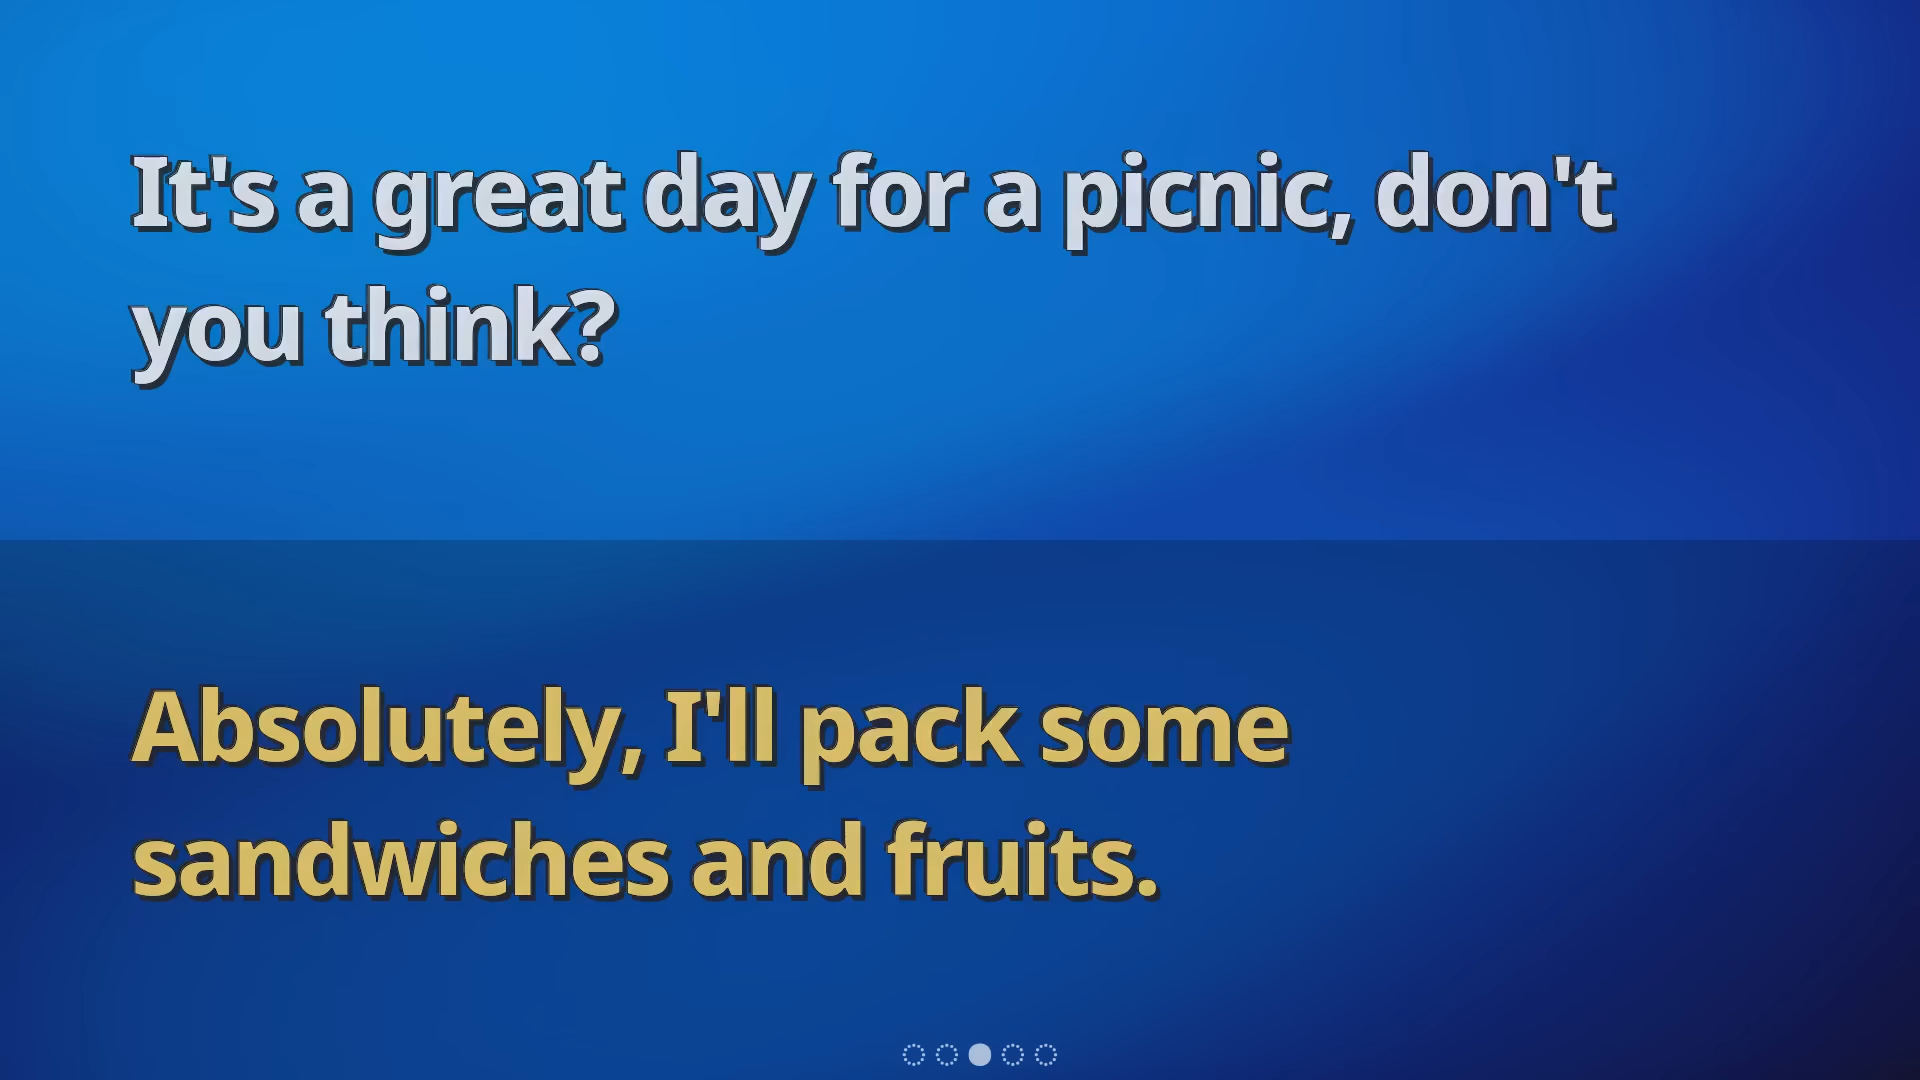 It's a great day for a picnic, don't
you think?
Absolutely, I'll pack some
sandwiches and fruits.